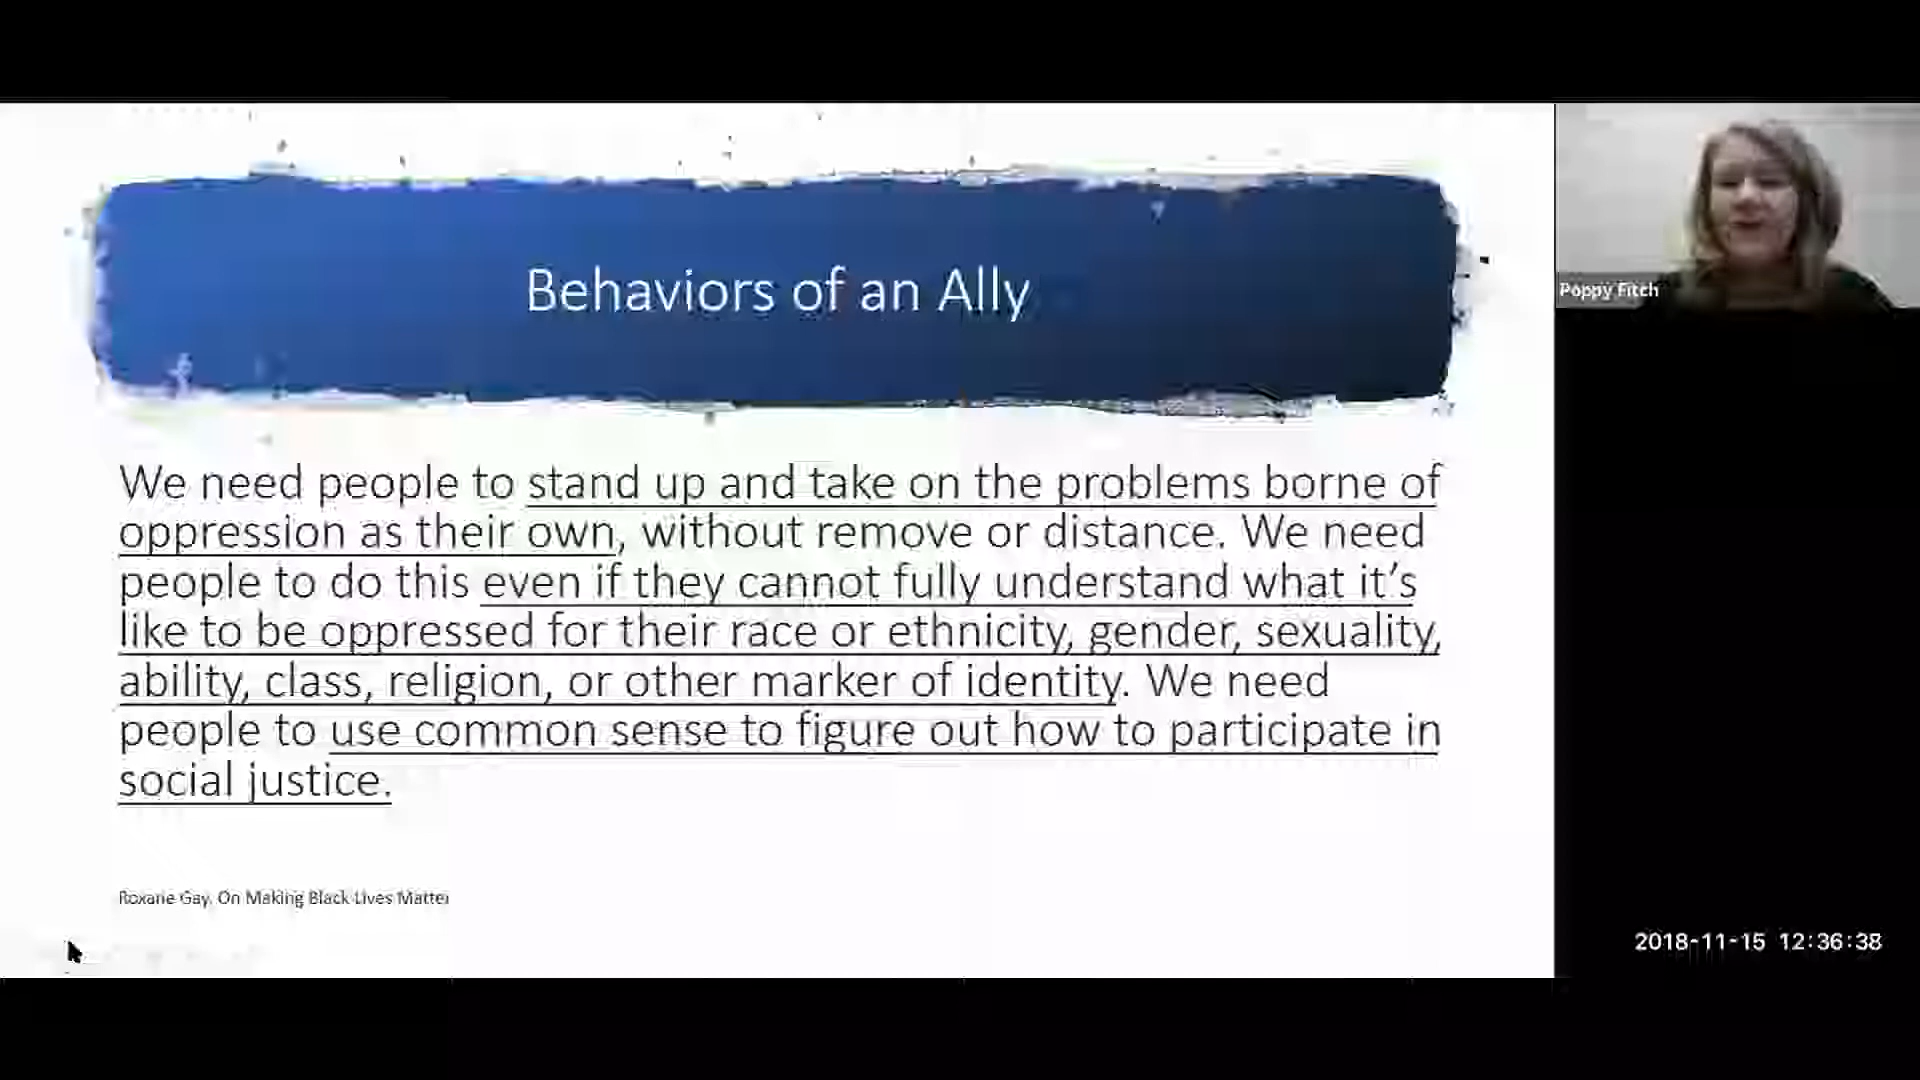 Behaviors of an Ally
We need people to stand up and take on the problems borne of
oppression as their own, without remove or distance. We need
people to do this even if they cannot fully understand what it’s
like to be oppressed for their race or ethnicity, gender, sexuality,
ability, class, religion, or other marker of identity. We need
people to use common sense to figure out how to participate in
social justice.
Roxane Gay, On Making Black Lives Matter
Poppy Fitch
2018-11-15 12:36:38